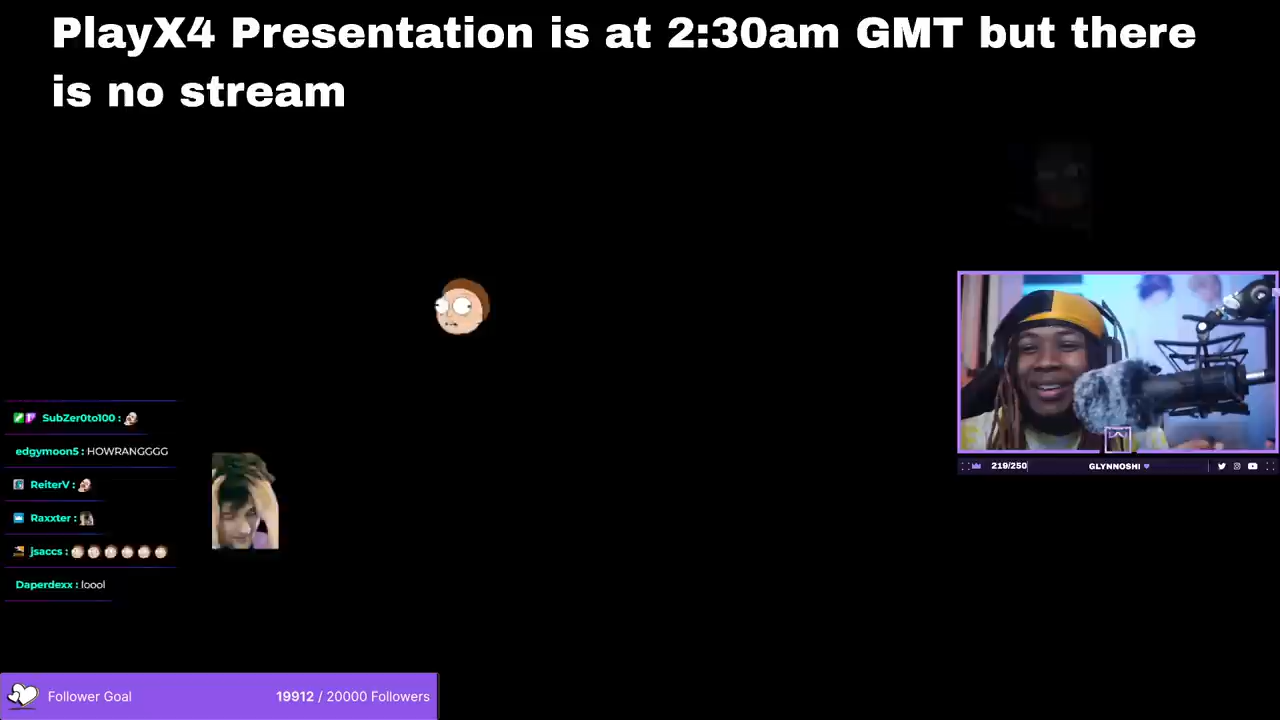 PlayX4 Presentation is at 2:30am GMT but there
is no stream
SubZer0to100 :
edgymoon5 : HOWRANGGGG
ReiterV :
Raxxter :
jsaccs :
Daperdexx : loool
219/250
GLYNNOSHI
Follower Goal
19912 / 20000 Followers